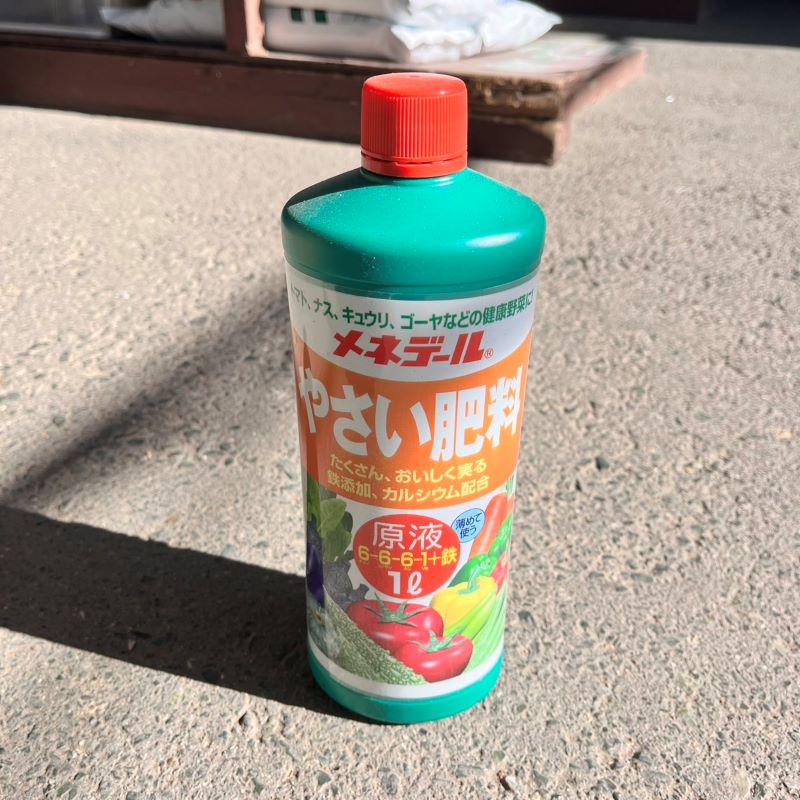 トマト、ナス、キュウリ、ゴーヤなどの健康野菜に!
メネデール®
やさい肥料
たくさん、おいしく実る
鉄添加、カルシウム配合
原液
薄めて
使う
6-6-6-1+鉄
1ℓ